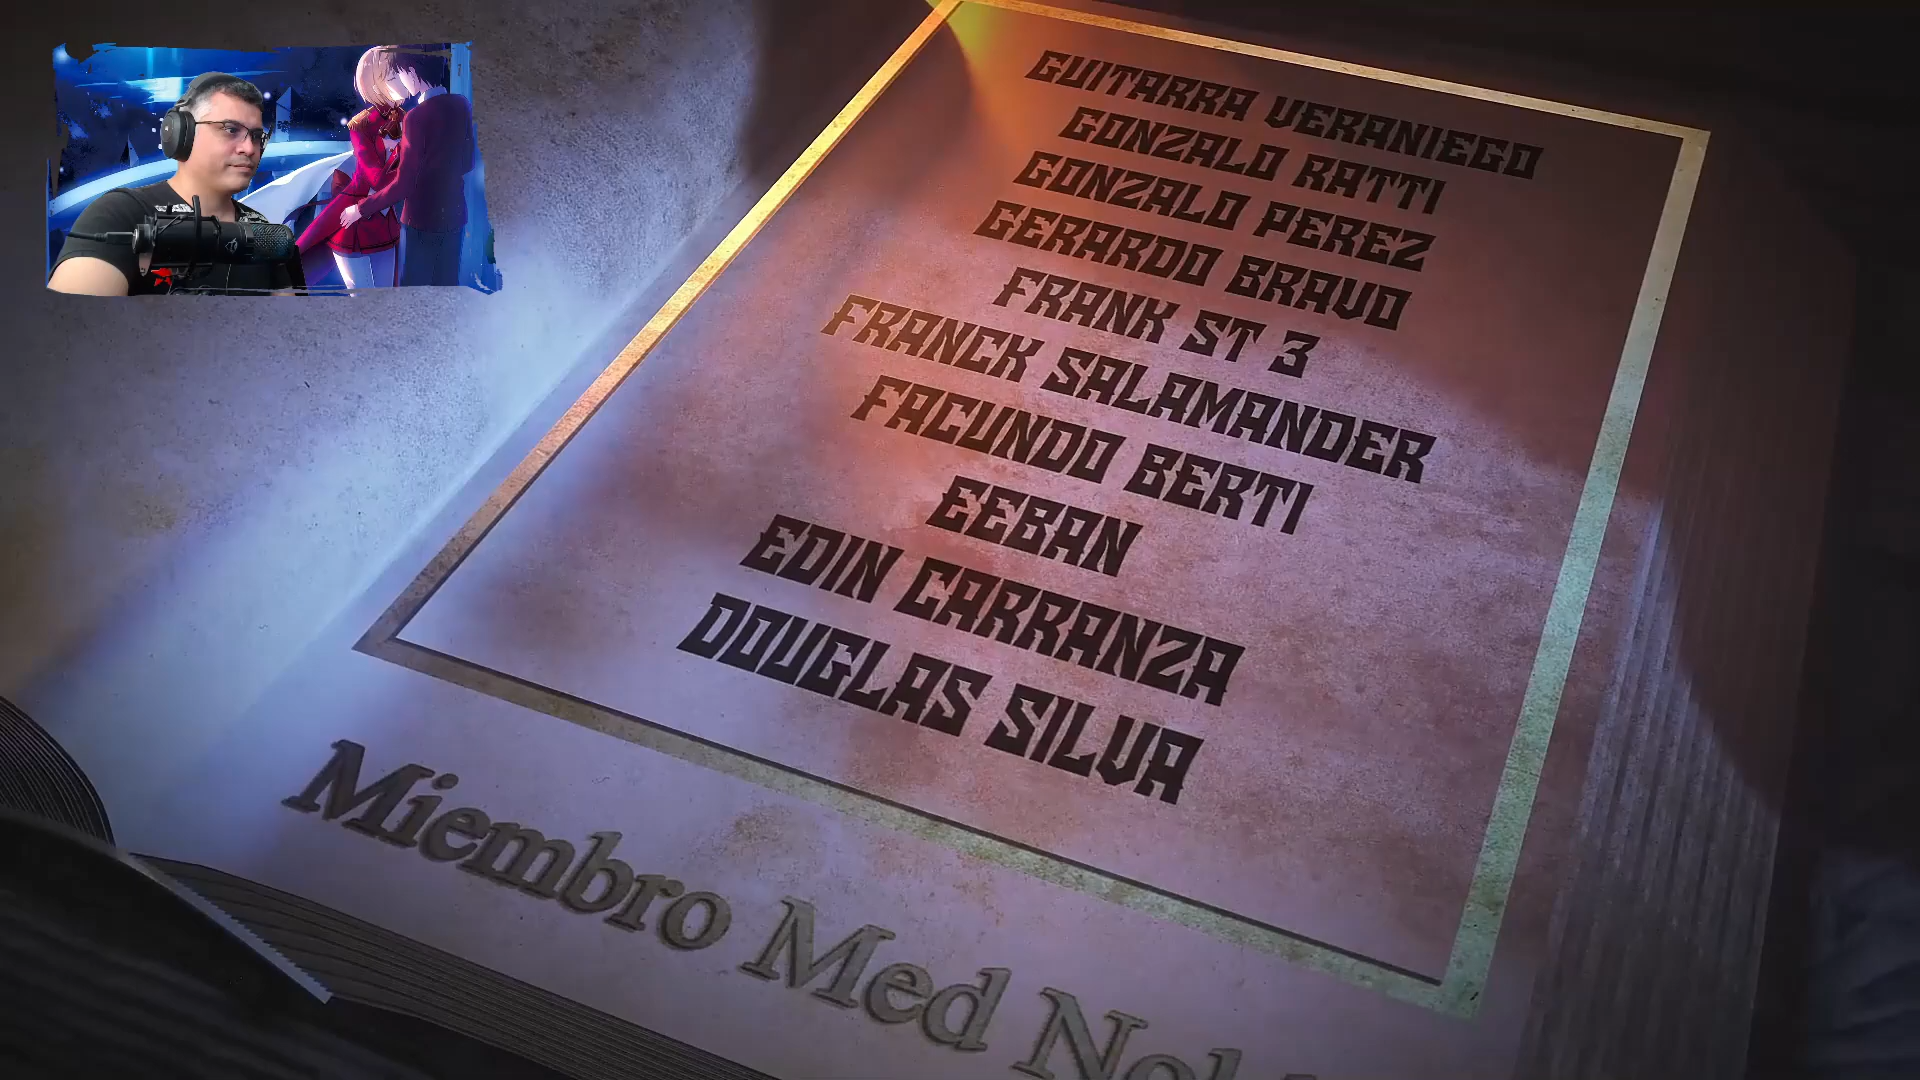 GUITARRA VERANIEGO
GONZALO RATTI
GONZALO PEREZ
GERARDO BRAVO
FRANK ST 3
FRANCK SALAMANDER
FACUNDO BERTI
EEBAN
EDIN CARRANZA
DOUGLAS SILVA
Miembro Med